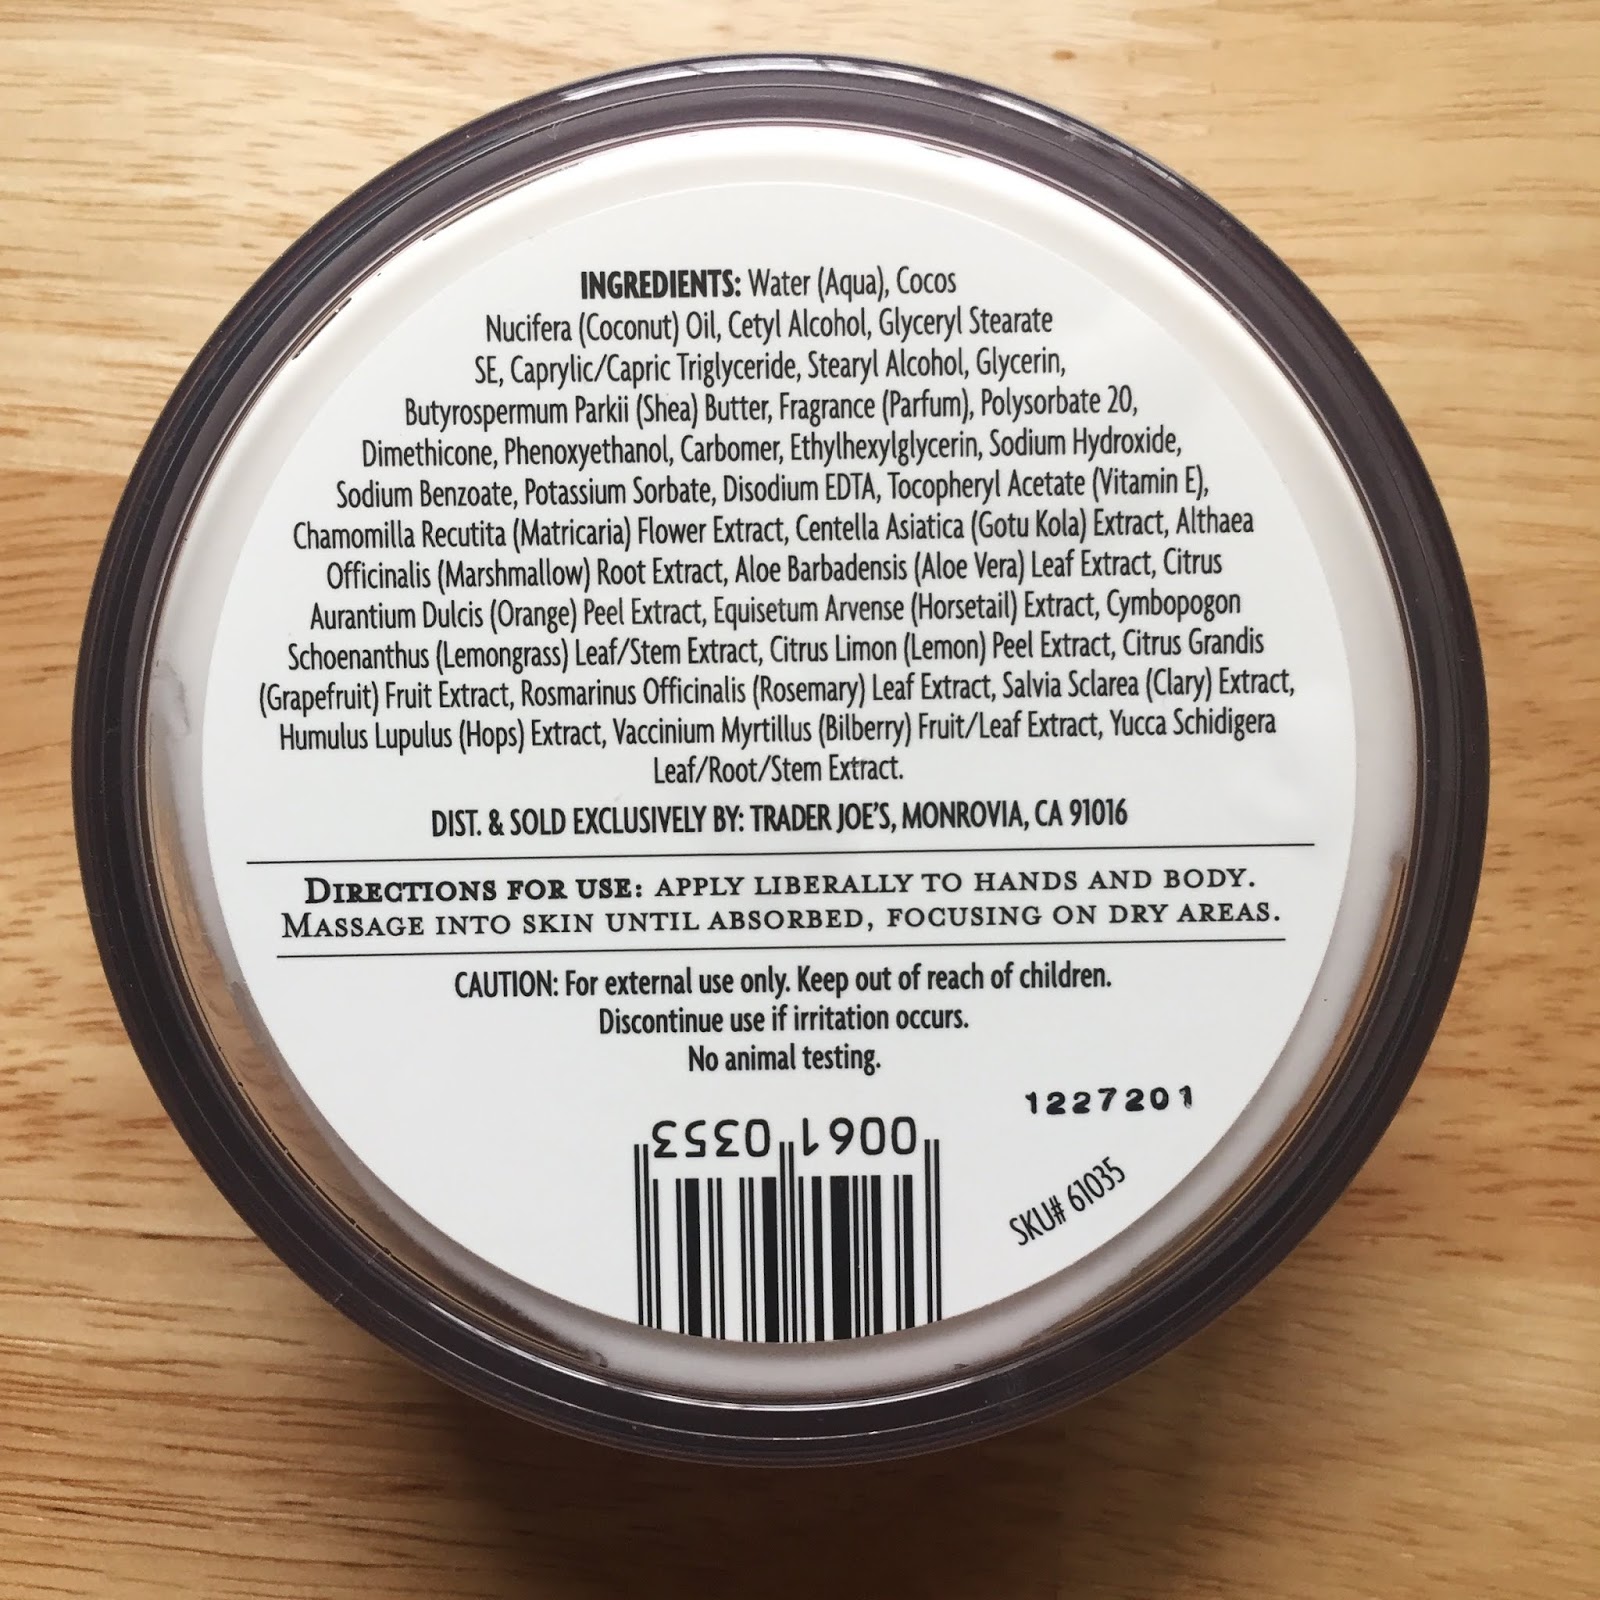 INGREDIENTS: Water (Aqua), Cocos
Nucifera (Coconut) Oil, Cetyl Alcohol, Glyceryl Stearate
SE, Caprylic/Capric Triglyceride, Stearyl Alcohol, Glycerin,
Butyrospermum Parkii (Shea) Butter, Fragrance (Parfum), Polysorbate 20,
Dimethicone, Phenoxyethanol, Carbomer, Ethylhexylglycerin, Sodium Hydroxide,
Sodium Benzoate, Potassium Sorbate, Disodium EDTA, Tocopheryl Acetate (Vitamin E),
Chamomilla Recutita (Matricaria) Flower Extract, Centella Asiatica (Gotu Kola) Extract, Althaea
Officinalis (Marshmallow) Root Extract, Aloe Barbadensis (Aloe Vera) Leaf Extract, Citrus
Aurantium Dulcis (Orange) Peel Extract, Equisetum Arvense (Horsetail) Extract, Cymbopogon
Schoenanthus (Lemongrass) Leaf/Stem Extract, Citrus Limon (Lemon) Peel Extract, Citrus Grandis
(Grapefruit) Fruit Extract, Rosmarinus Officinalis (Rosemary) Leaf Extract, Salvia Sclarea (Clary) Extract,
Humulus Lupulus (Hops) Extract, Vaccinium Myrtillus (Bilberry) Fruit/Leaf Extract, Yucca Schidigera
Leaf/Root/Stem Extract.
DIST. & SOLD EXCLUSIVELY BY: TRADER JOE'S, MONROVIA, CA 91016
DIRECTIONS FOR USE: APPLY LIBERALLY TO HANDS AND BODY.
MASSAGE INTO SKIN UNTIL ABSORBED, FOCUSING ON DRY AREAS.
CAUTION: For external use only. Keep out of reach of children.
Discontinue use if irritation occurs.
No animal testing.
1227201
0061 0353
SKU# 61035